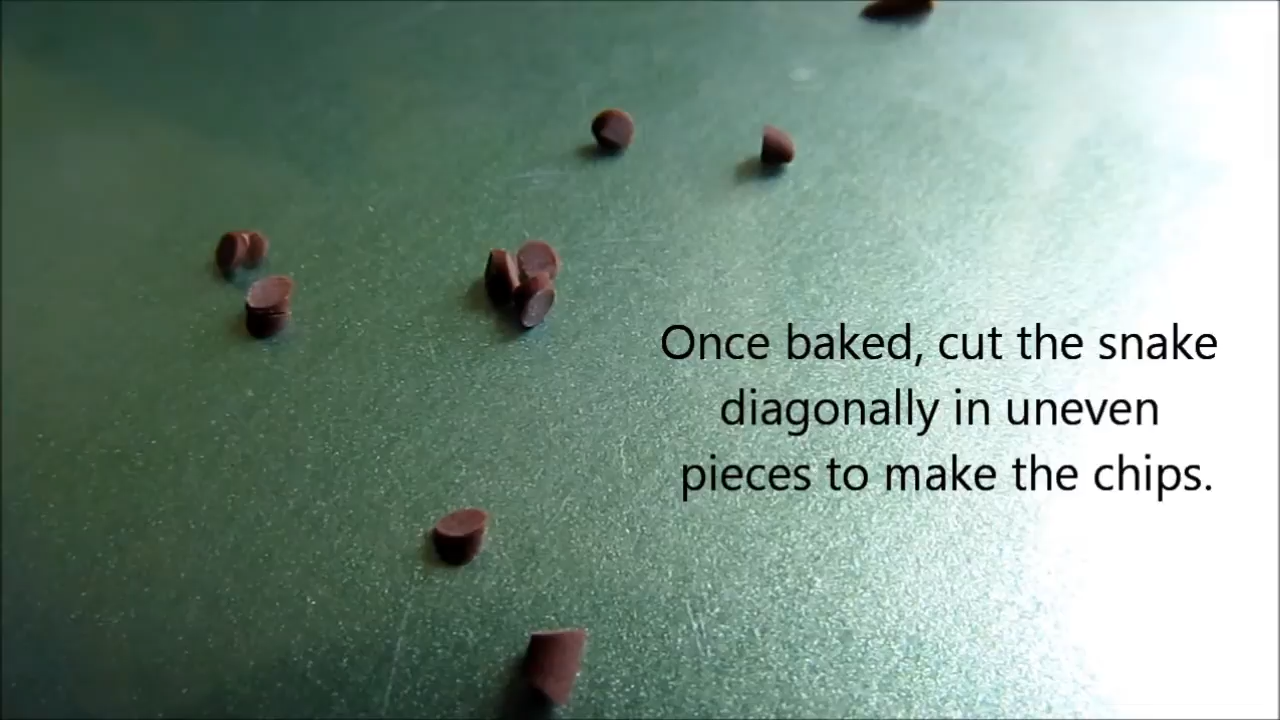 Once baked, cut the snake
diagonally in uneven
pieces to make the chips.